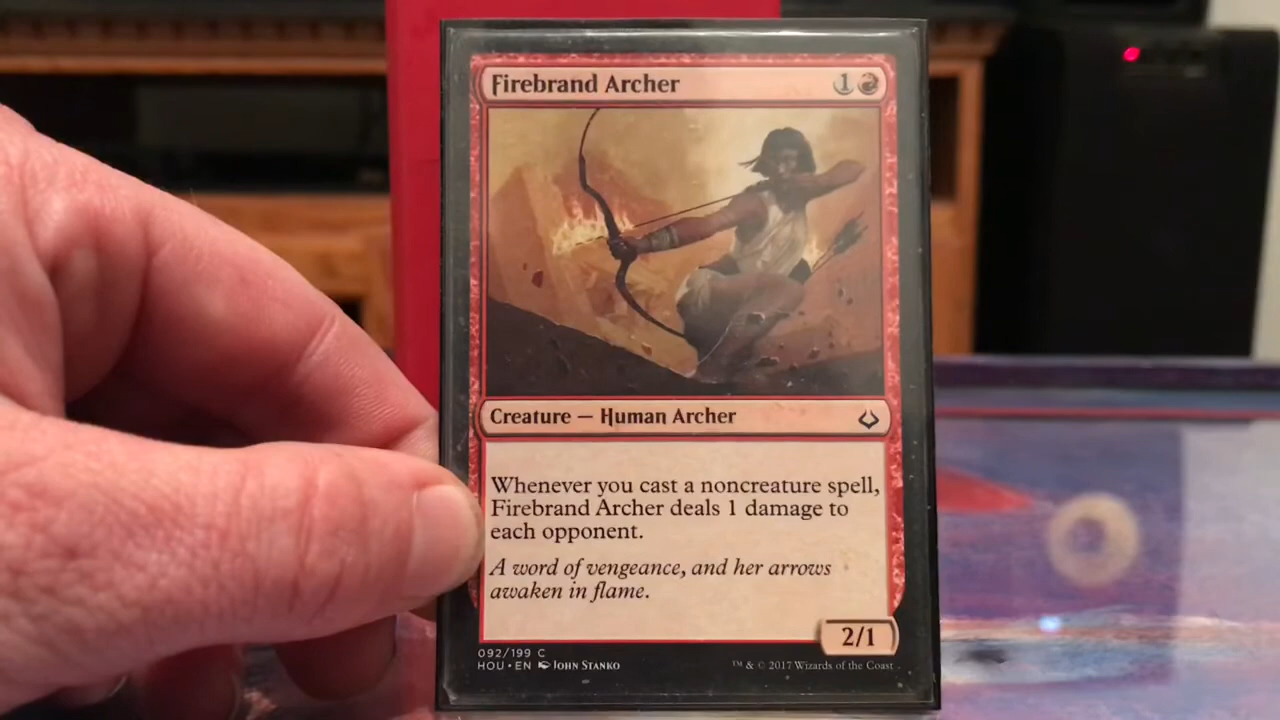 Firebrand Archer 1
Creature — Human Archer
Whenever you cast a noncreature spell,
Firebrand Archer deals 1 damage to
each opponent.
A word of vengeance, and her arrows
awaken in flame.
2/1
092/199 C
HOU • EN John Stanko
™ & © 2017 Wizards of the Coast